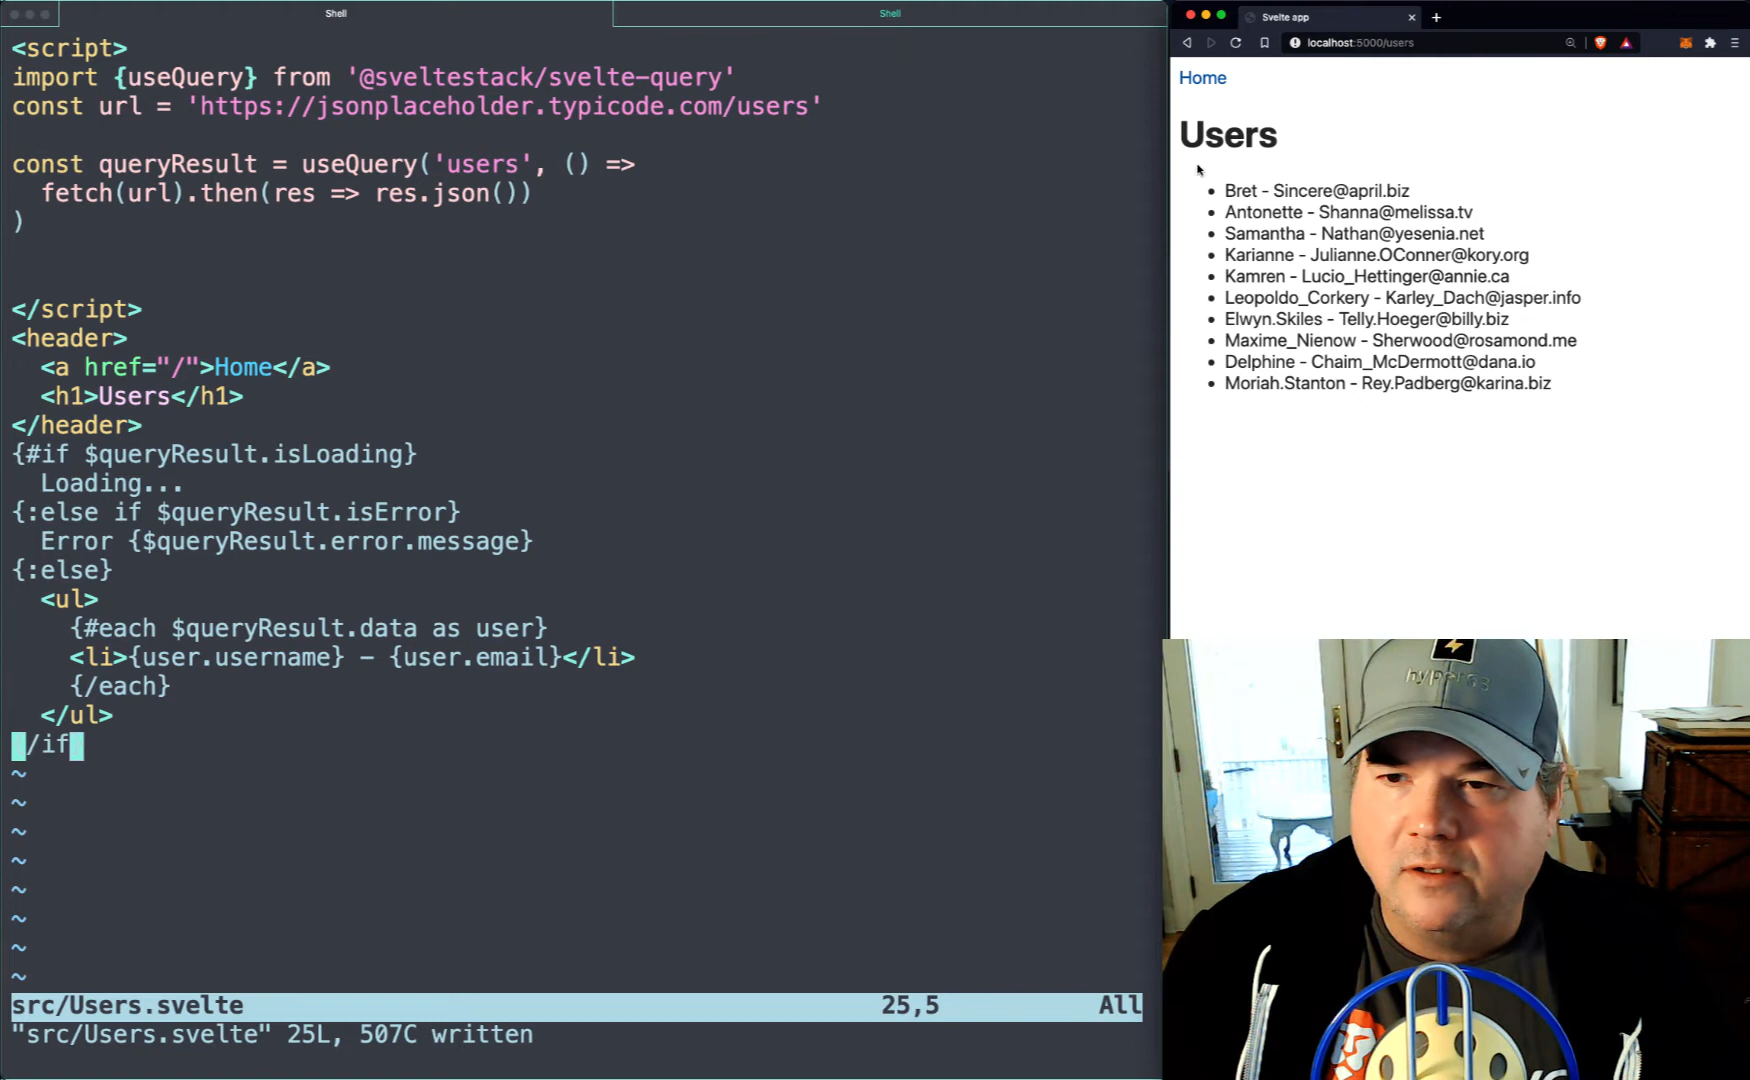 Shell
Shell
<script>
import {useQuery} from '@sveltestack/svelte-query'
const url = 'https://jsonplaceholder.typicode.com/users'
const queryResult = useQuery('users', () =>
  fetch(url).then(res => res.json())
)
</script>
<header>
  <a href="/">Home</a>
  <h1>Users</h1>
</header>
{#if $queryResult.isLoading}
  Loading...
{:else if $queryResult.isError}
  Error {$queryResult.error.message}
{:else}
  <ul>
    {#each $queryResult.data as user}
    <li>{user.username} - {user.email}</li>
    {/each}
  </ul>
{/if}
~
~
~
~
~
~
~
~
src/Users.svelte 25,5 All
"src/Users.svelte" 25L, 507C written
Svelte app
localhost:5000/users
Home
Users
• Bret - Sincere@april.biz
• Antonette - Shanna@melissa.tv
• Samantha - Nathan@yesenia.net
• Karianne - Julianne.OConner@kory.org
• Kamren - Lucio_Hettinger@annie.ca
• Leopoldo_Corkery - Karley_Dach@jasper.info
• Elwyn.Skiles - Telly.Hoeger@billy.biz
• Maxime_Nienow - Sherwood@rosamond.me
• Delphine - Chaim_McDermott@dana.io
• Moriah.Stanton - Rey.Padberg@karina.biz
hyper63